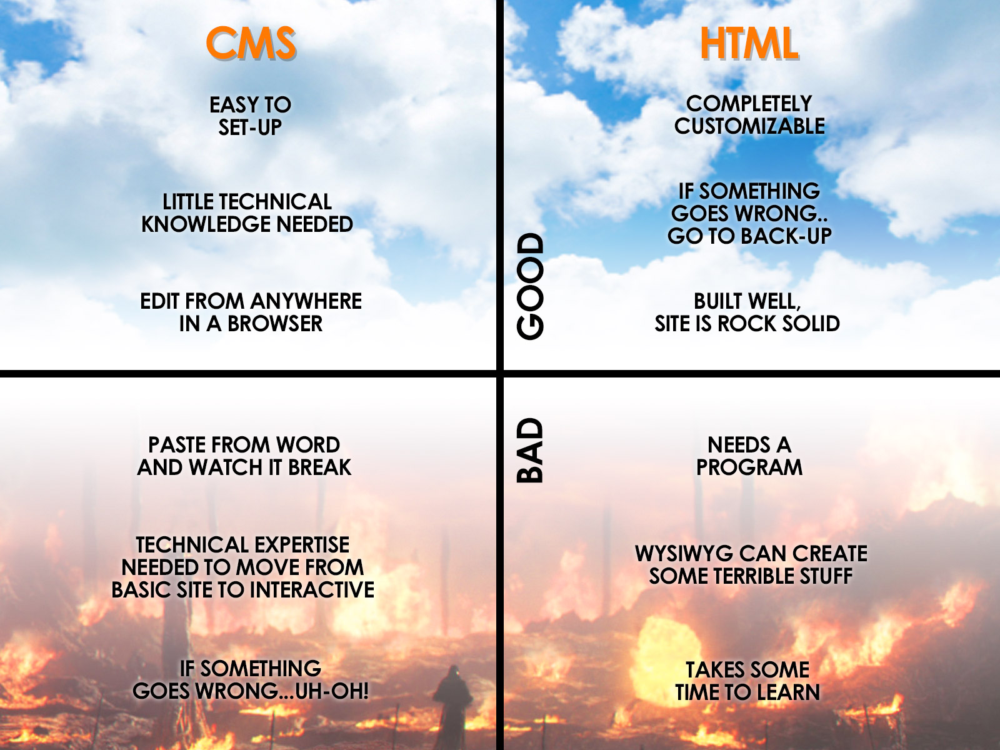 CMS
EASY TO
SET-UP
LITTLE TECHNICAL
KNOWLEDGE NEEDED
EDIT FROM ANYWHERE
IN A BROWSER
HTML
COMPLETELY
CUSTOMIZABLE
IF SOMETHING
GOES WRONG..
GO TO BACK-UP
BUILT WELL,
SITE IS ROCK SOLID
GOOD
PASTE FROM WORD
AND WATCH IT BREAK
TECHNICAL EXPERTISE
NEEDED TO MOVE FROM
BASIC SITE TO INTERACTIVE
IF SOMETHING
GOES WRONG...UH-OH!
BAD
NEEDS A
PROGRAM
WYSIWYG CAN CREATE
SOME TERRIBLE STUFF
TAKES SOME
TIME TO LEARN